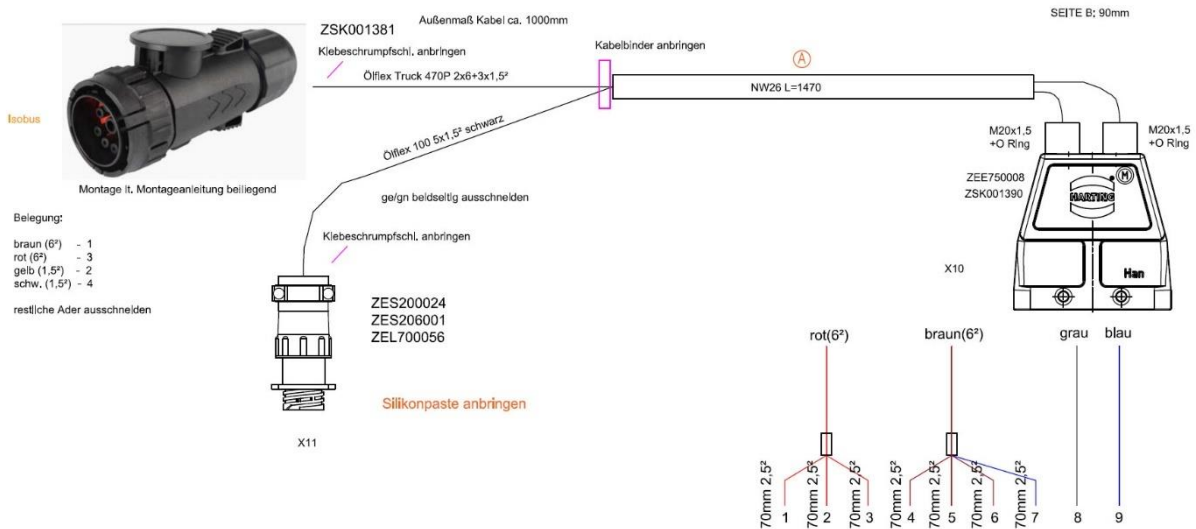 ZSK001381
Außenmaß Kabel ca. 1000mm
SEITE B: 90mm
Klebeschrumpfschl. anbringen
Kabelbinder anbringen
A
Ölflex Truck 470P 2x6+3x1,5²
NW26 L=1470
Isobus
Ölflex 100 5x1,5² schwarz
M20x1,5
+O Ring
M20x1,5
+O Ring
Montage lt. Montageanleitung beiliegend
ge/gn beidseitig ausschneiden
ZEE750008
ZSK001390
M
HARTING
Han
X10
Belegung:
braun (6²) - 1
rot (6²) - 3
gelb (1,5²) - 2
schw. (1,5²) - 4
restliche Ader ausschneiden
Klebeschrumpfschl. anbringen
ZES200024
ZES206001
ZEL700056
Silikonpaste anbringen
X11
rot(6²)
braun(6²)
grau
blau
70mm 2,5²
70mm 2,5²
70mm 2,5²
70mm 2,5²
70mm 2,5²
70mm 2,5²
70mm 2,5²
1 2 3 4 5 6 7 8 9